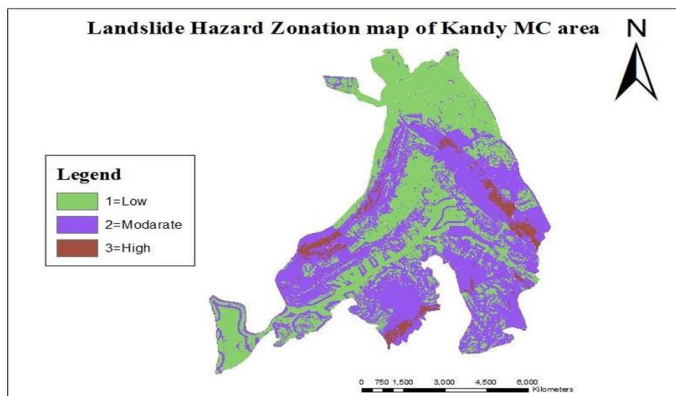 Landslide Hazard Zonation map of Kandy MC area
N
Legend
1=Low
2=Modarate
3=High
0 750 1,500 3,000 4,500 6,000
Kilometers